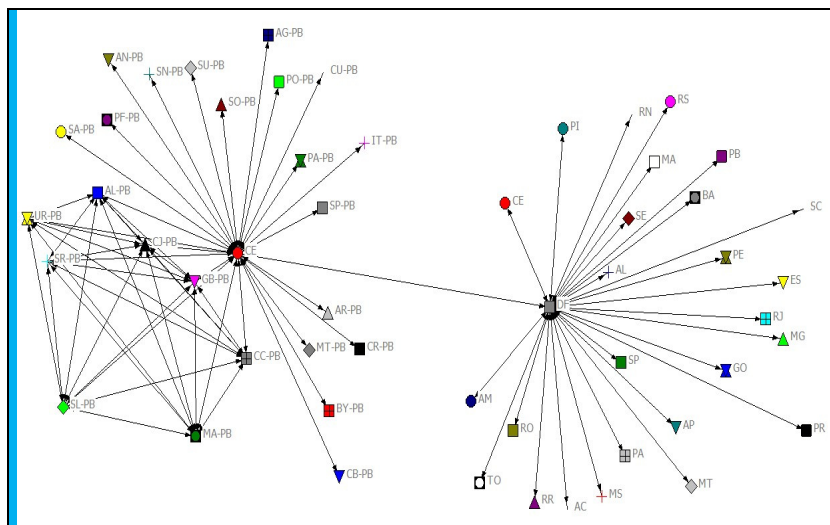 AG-PB
AN-PB
SN-PB
SU-PB
CU-PB
PO-PB
SO-PB
PF-PB
SA-PB
IT-PB
PA-PB
AL-PB
SP-PB
UR-PB
CJ-PB
SR-PB
CE
GB-PB
AR-PB
MT-PB
CR-PB
CC-PB
SL-PB
BY-PB
MA-PB
CB-PB
RS
RN
PI
MA
PB
BA
CE
SE
SC
PE
AL
ES
DF
RJ
MG
SP
GO
AM
RO
AP
PR
PA
TO
MT
RR
AC
MS